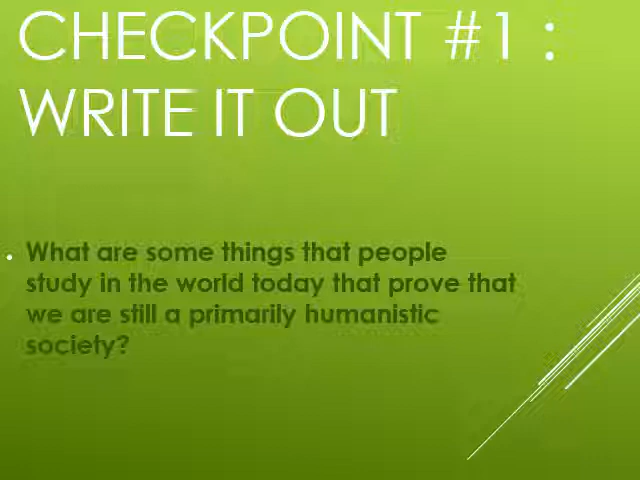 CHECKPOINT #1 :
WRITE IT OUT
• What are some things that people
study in the world today that prove that
we are still a primarily humanistic
society?